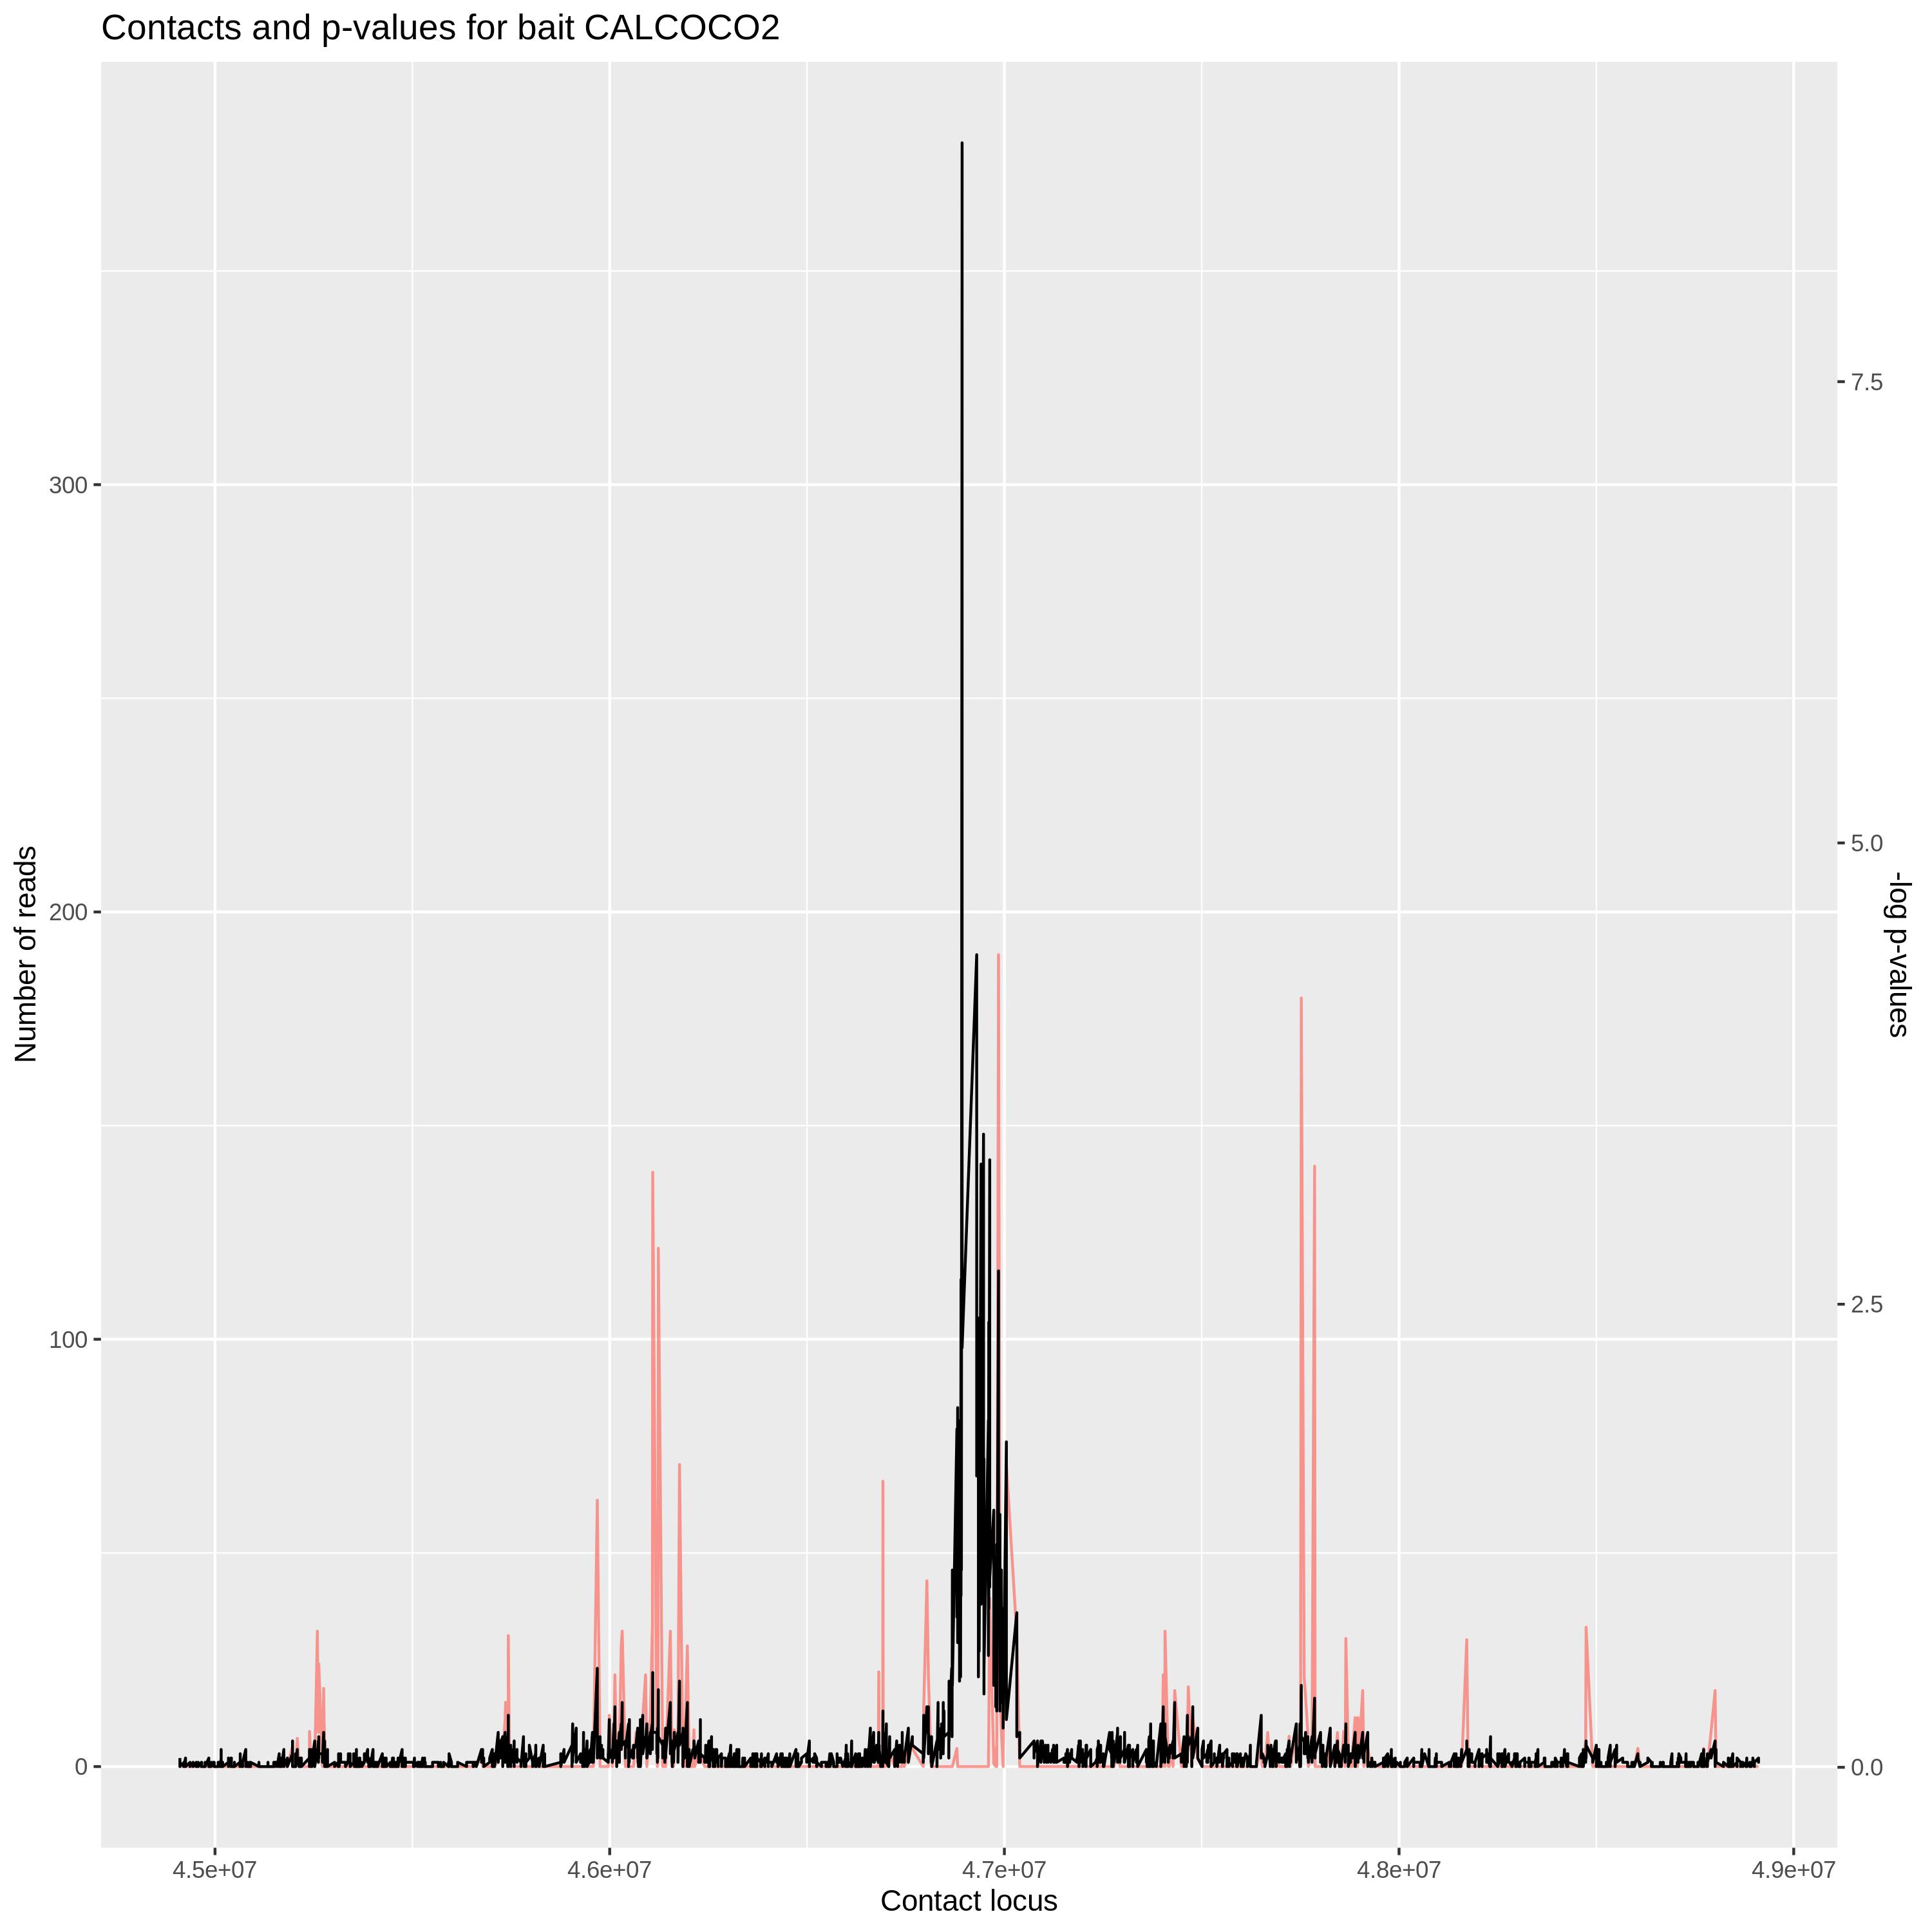 Contacts and p-values for bait CALCOCO2
Number of reads
300
200
100
0
7.5
5.0
2.5
0.0
-log p-values
4.5e+07 4.6e+07 4.7e+07 4.8e+07 4.9e+07
Contact locus